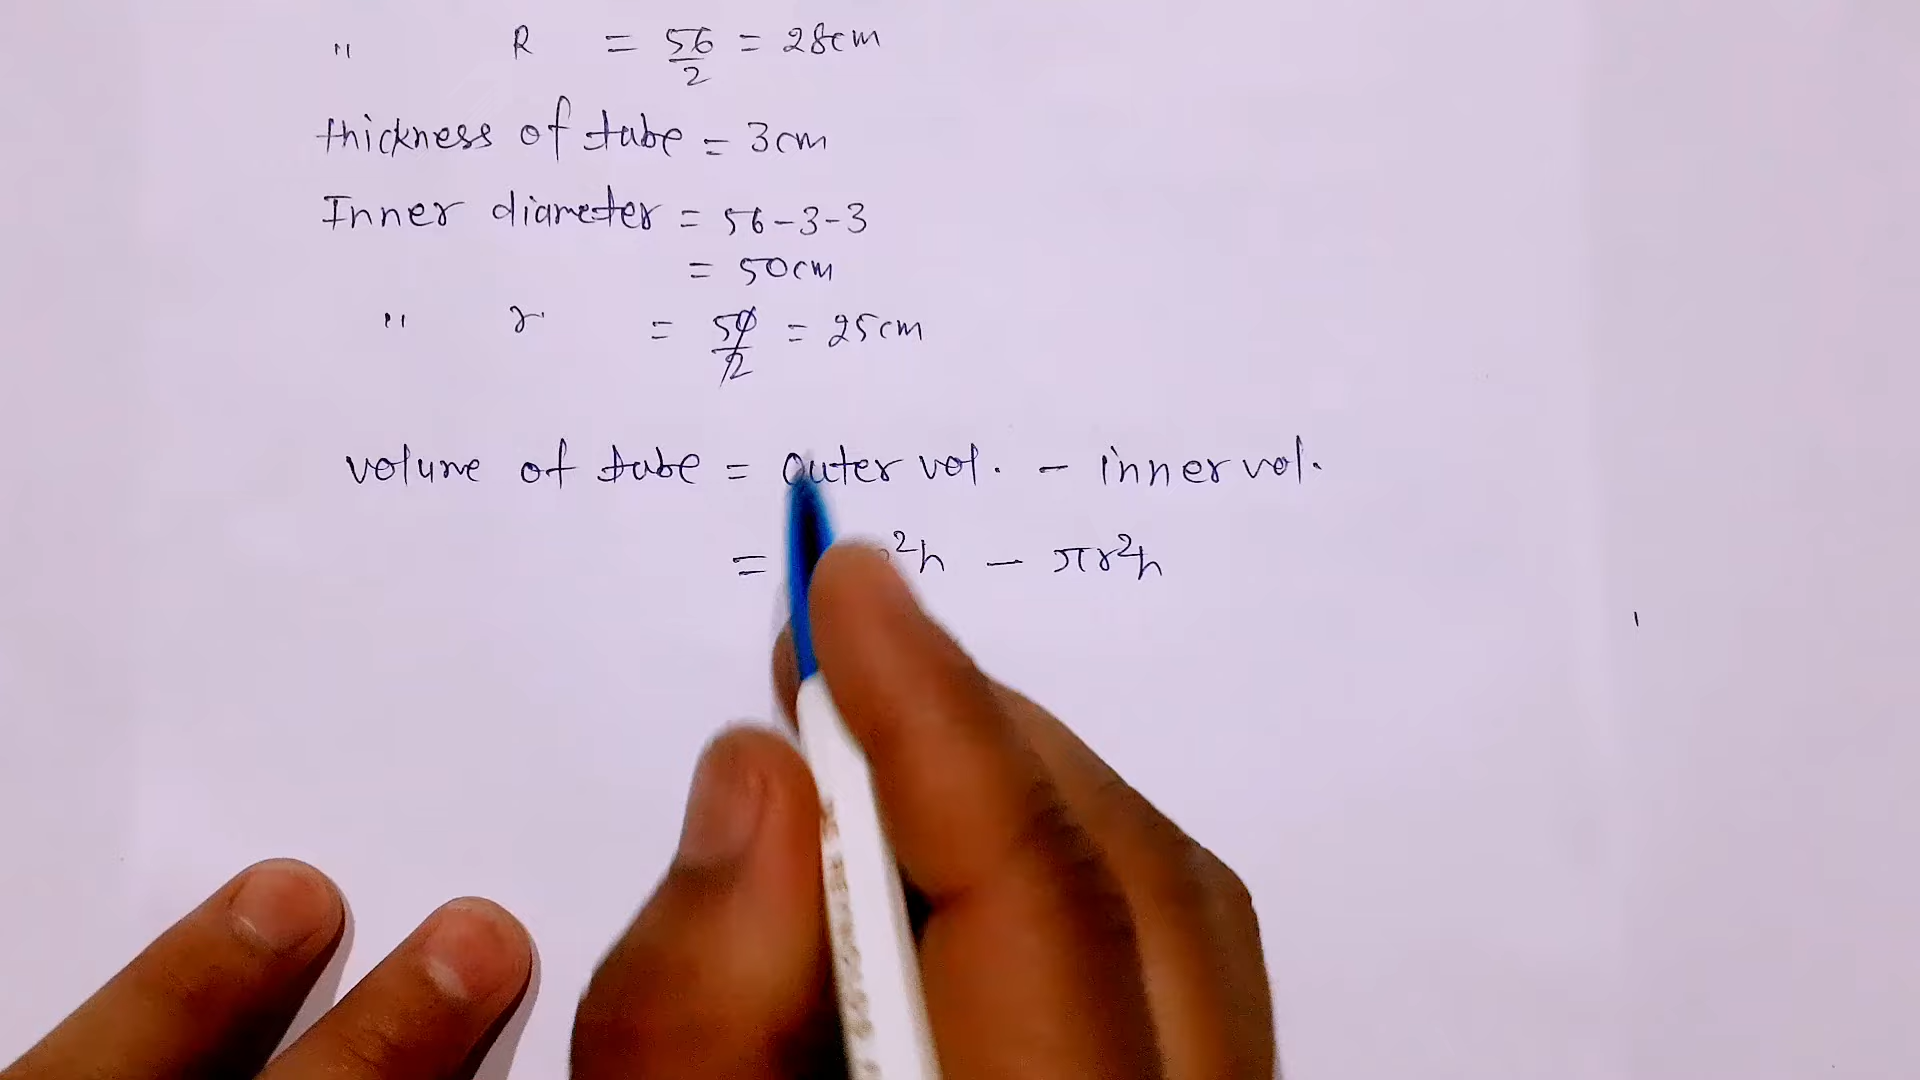 " R = 56/2 = 28cm
thickness of tube = 3cm
Inner diameter = 56-3-3
= 50cm
" r. = 50/2 = 25cm
volume of tube = outer vol. - inner vol.
= ²h - πr²h